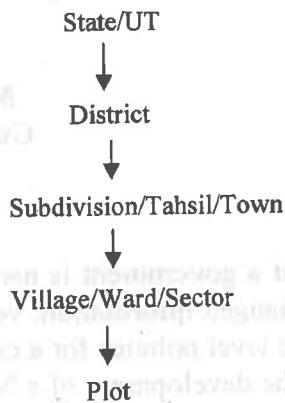 State/UT
District
Subdivision/Tahsil/Town
Village/Ward/Sector
Plot